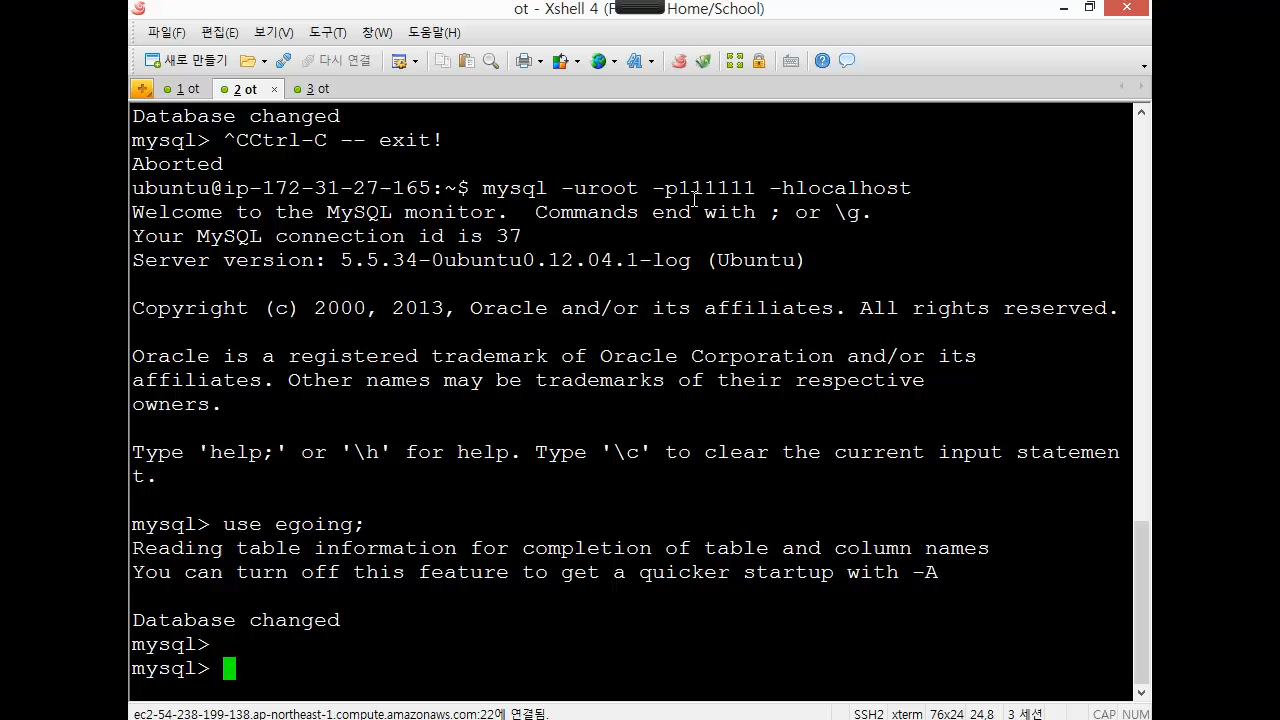 ot - Xshell 4 (F Home/School)
파일(F) 편집(E) 보기(V) 도구(T) 창(W) 도움말(H)
새로 만들기 다시 연결
1 ot 2 ot × 3 ot
Database changed
mysql> ^CCtrl-C -- exit!
Aborted
ubuntu@ip-172-31-27-165:~$ mysql -uroot -p111111 -hlocalhost
Welcome to the MySQL monitor.  Commands end with ; or \g.
Your MySQL connection id is 37
Server version: 5.5.34-0ubuntu0.12.04.1-log (Ubuntu)
Copyright (c) 2000, 2013, Oracle and/or its affiliates. All rights reserved.
Oracle is a registered trademark of Oracle Corporation and/or its
affiliates. Other names may be trademarks of their respective
owners.
Type 'help;' or '\h' for help. Type '\c' to clear the current input statemen
t.
mysql> use egoing;
Reading table information for completion of table and column names
You can turn off this feature to get a quicker startup with -A
Database changed
mysql>
mysql>
ec2-54-238-199-138.ap-northeast-1.compute.amazonaws.com:22에 연결됨. SSH2 xterm 76x24 24,8 3 세션 CAP NUM